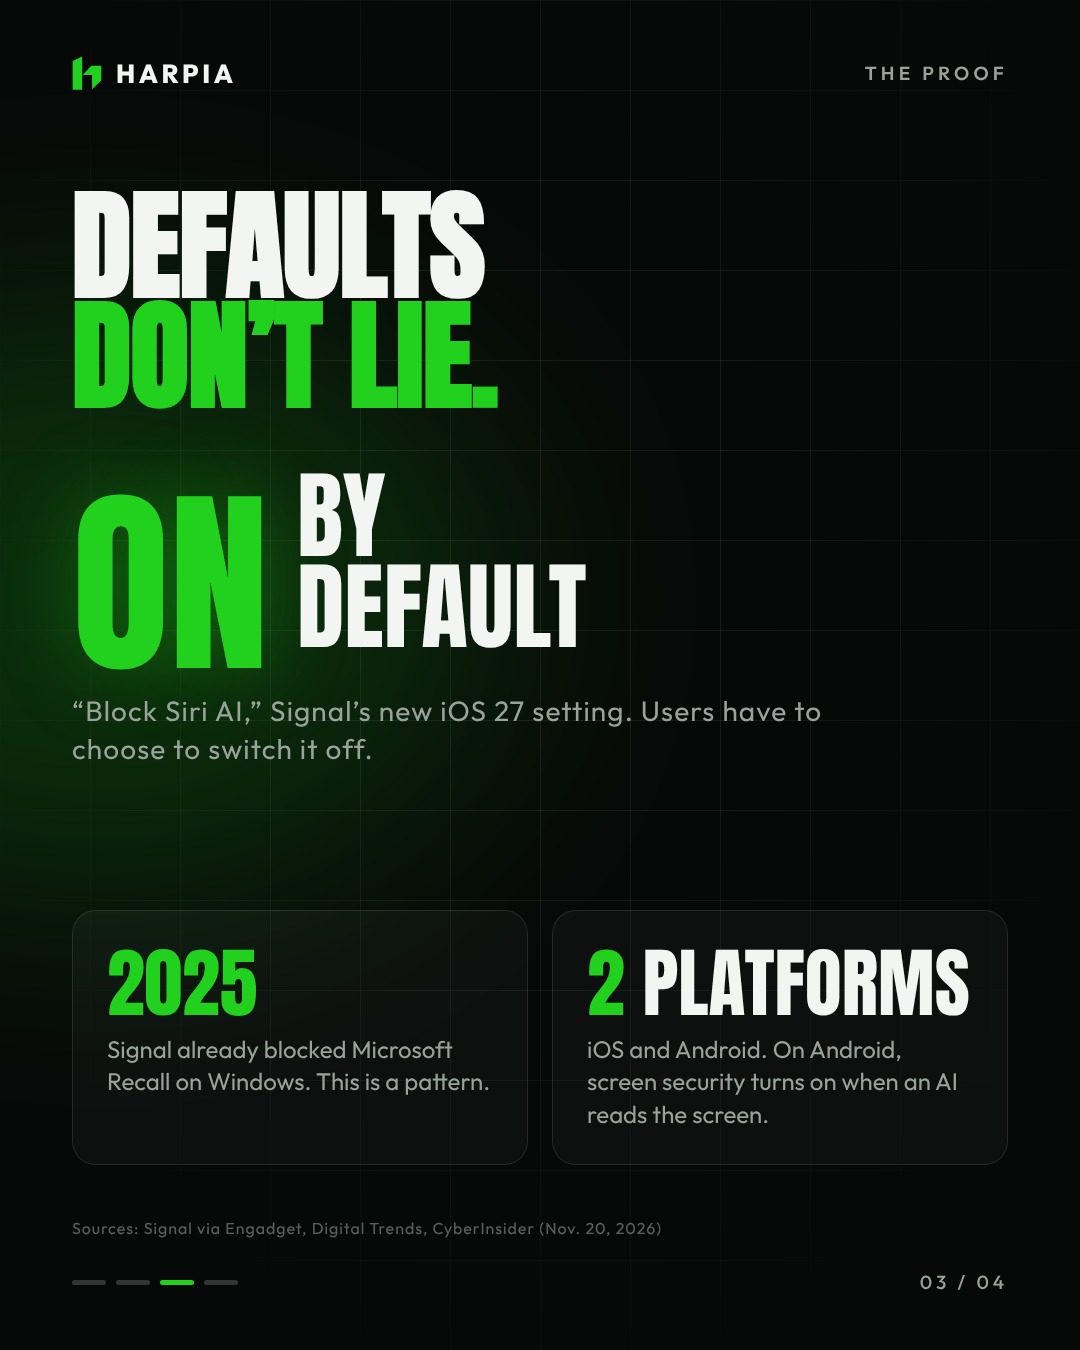 HARPIA
THE PROOF
DEFAULTS
DON’T LIE.
ON
BY
DEFAULT
“Block Siri AI,” Signal’s new iOS 27 setting. Users have to
choose to switch it off.
2025
Signal already blocked Microsoft
Recall on Windows. This is a pattern.
2 PLATFORMS
iOS and Android. On Android,
screen security turns on when an AI
reads the screen.
Sources: Signal via Engadget, Digital Trends, CyberInsider (Nov. 20, 2026)
03 / 04